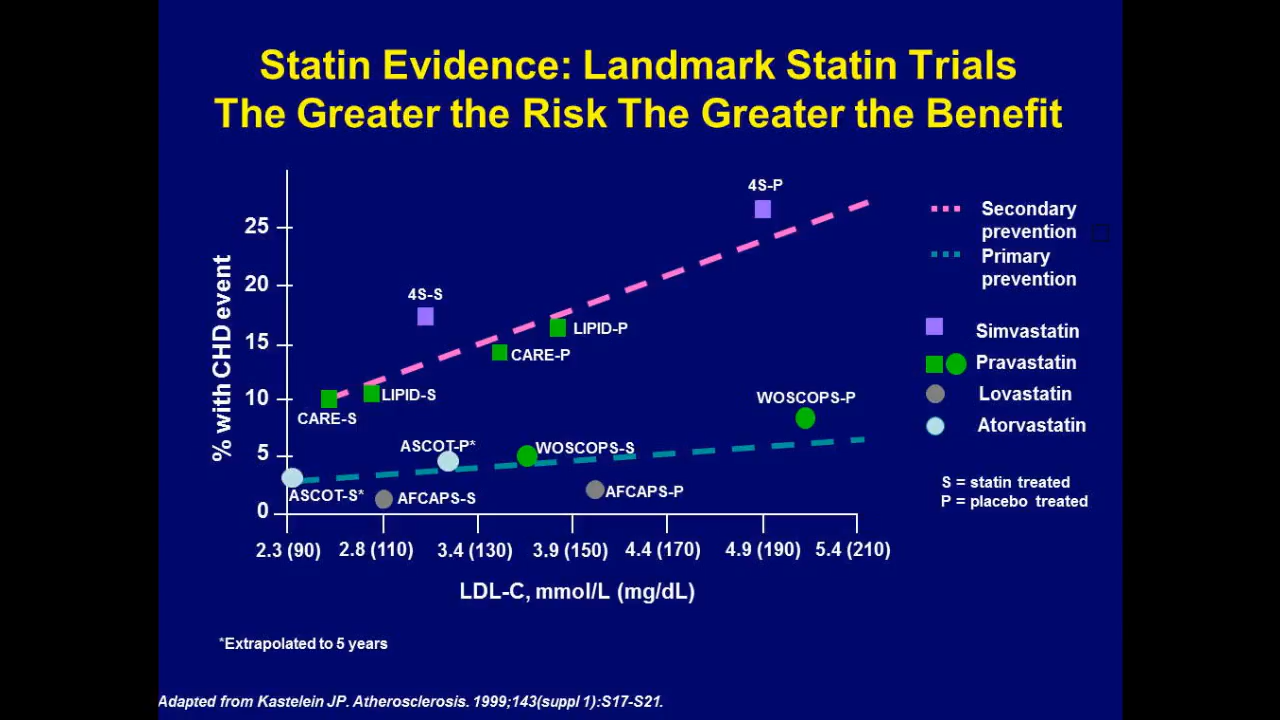 Statin Evidence: Landmark Statin Trials
The Greater the Risk The Greater the Benefit
% with CHD event
25
20
15
10
5
0
4S-P
4S-S
LIPID-P
CARE-P
LIPID-S
CARE-S
WOSCOPS-P
ASCOT-P*
WOSCOPS-S
ASCOT-S*
AFCAPS-S
AFCAPS-P
2.3 (90) 2.8 (110) 3.4 (130) 3.9 (150) 4.4 (170) 4.9 (190) 5.4 (210)
LDL-C, mmol/L (mg/dL)
Secondary
prevention
Primary
prevention
Simvastatin
Pravastatin
Lovastatin
Atorvastatin
S = statin treated
P = placebo treated
*Extrapolated to 5 years
Adapted from Kastelein JP. Atherosclerosis. 1999;143(suppl 1):S17-S21.